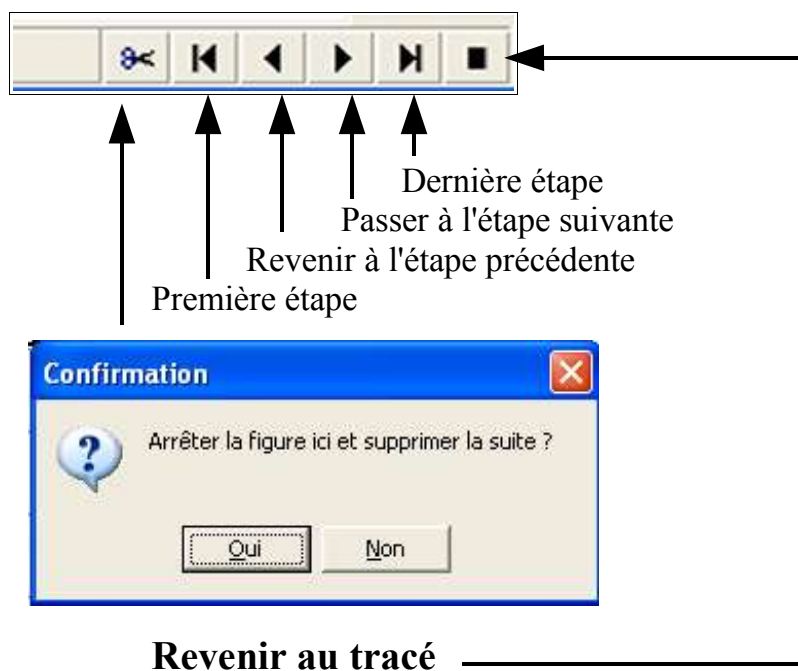 Dernière étape
Passer à l'étape suivante
Revenir à l'étape précédente
Première étape
Confirmation
Arrêter la figure ici et supprimer la suite ?
Oui Non
Revenir au tracé